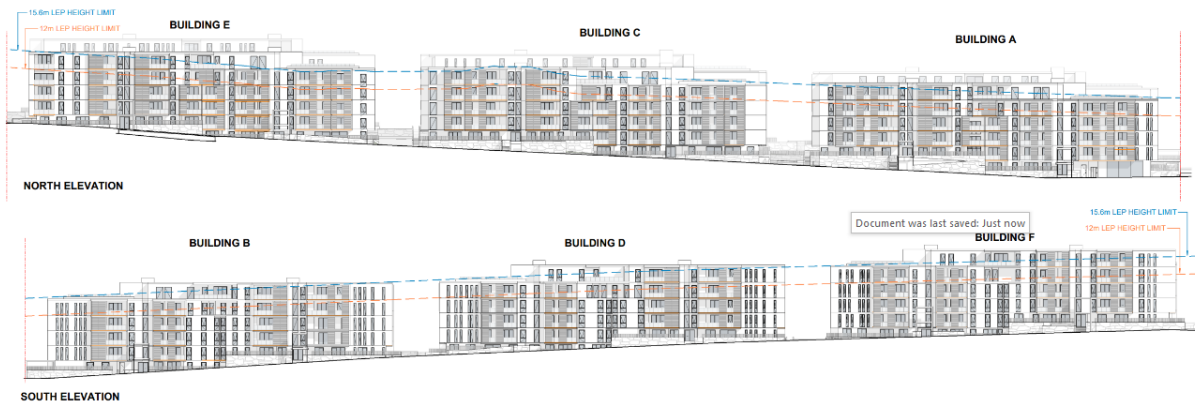 15.6m LEP HEIGHT LIMIT
12m LEP HEIGHT LIMIT
BUILDING E
BUILDING C
BUILDING A
NORTH ELEVATION
Document was last saved: Just now
15.6m LEP HEIGHT LIMIT
12m LEP HEIGHT LIMIT
BUILDING B
BUILDING D
BUILDING F
SOUTH ELEVATION